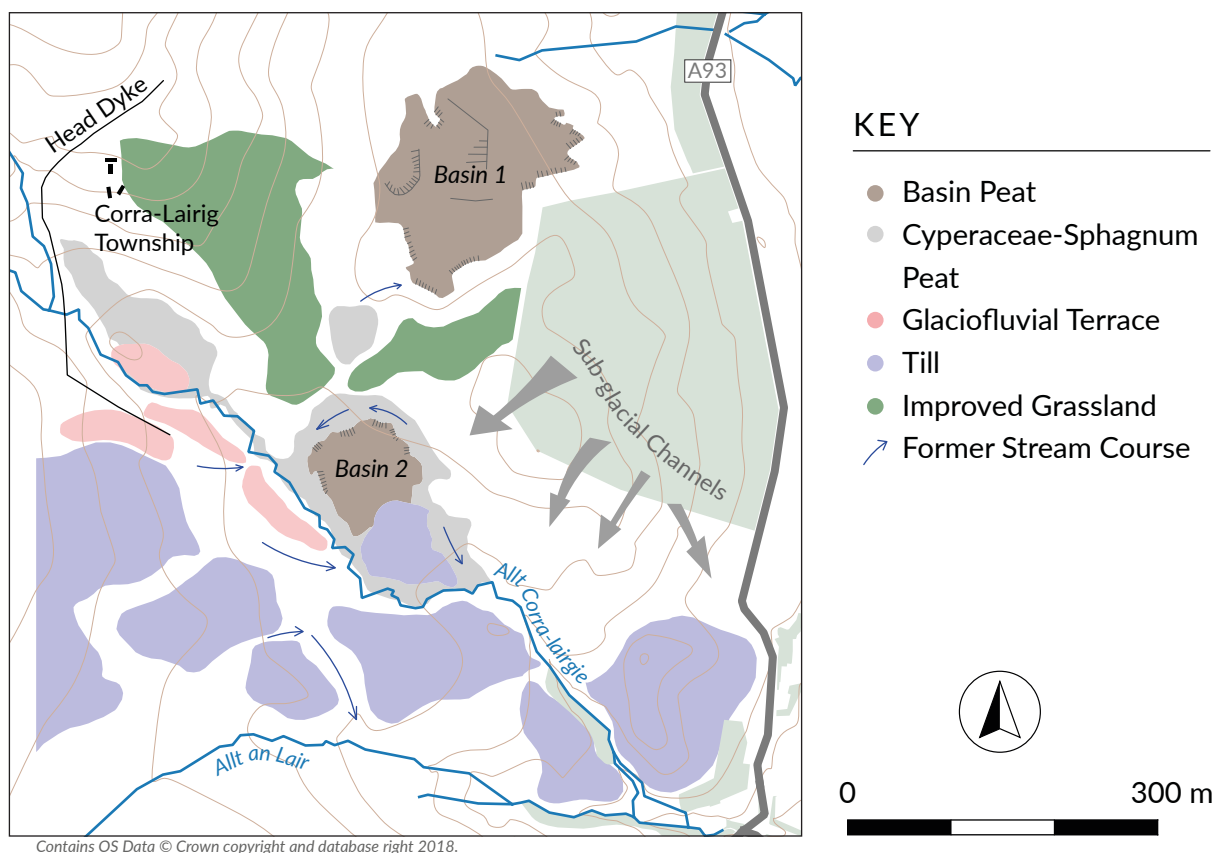 A93
Head Dyke
Basin 1
Corra-Lairig
Township
Sub-glacial Channels
Basin 2
Allt Corra-lairgie
Allt an Lair
Contains OS Data © Crown copyright and database right 2018.
KEY
Basin Peat
Cyperaceae-Sphagnum
Peat
Glaciofluvial Terrace
Till
Improved Grassland
Former Stream Course
0 300 m